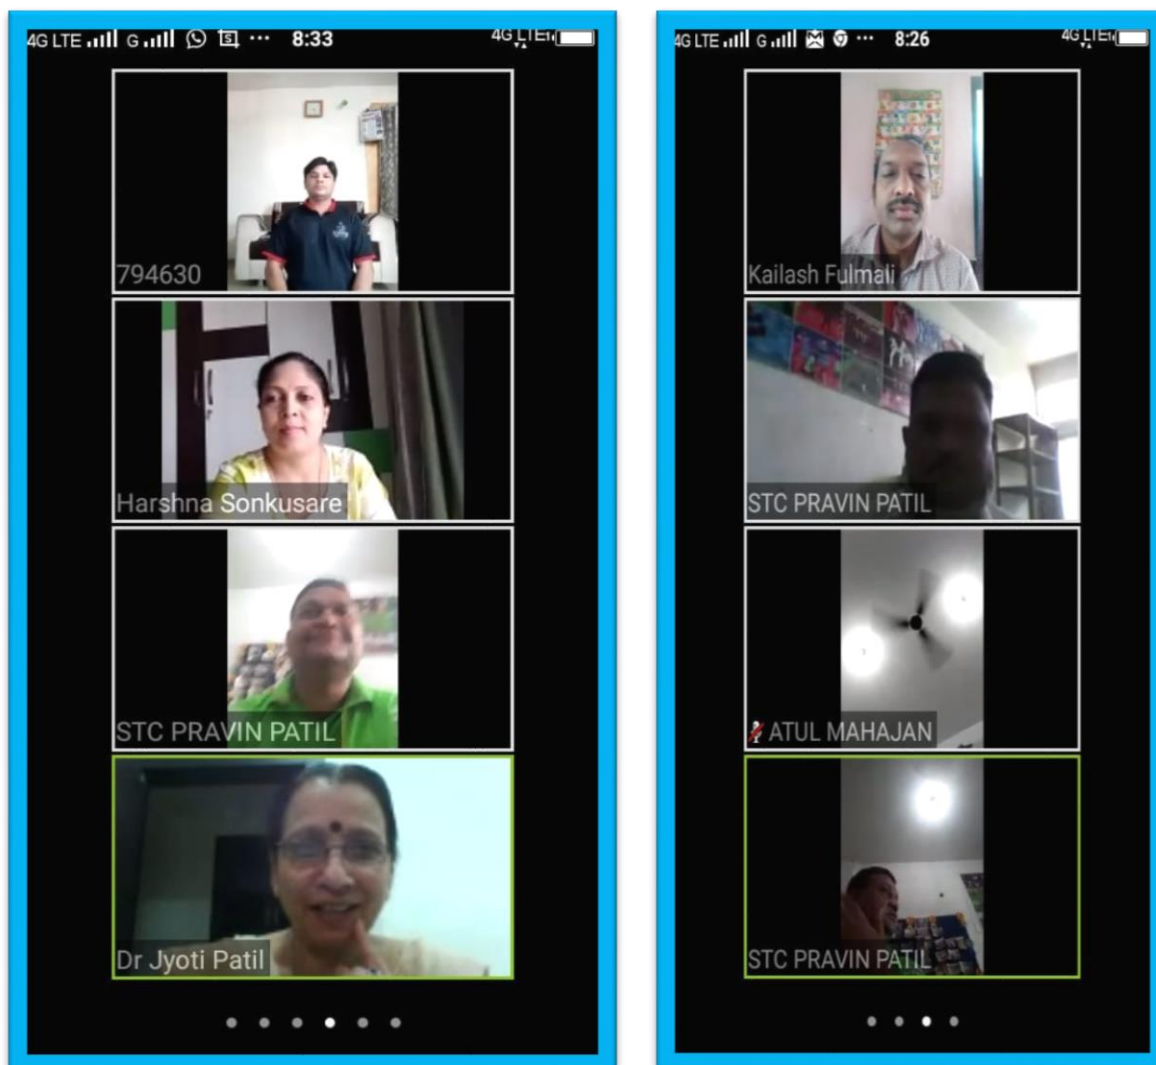 4G LTE G 8:33 4G LTE
794630
Harshna Sonkusare
STC PRAVIN PATIL
Dr Jyoti Patil
4G LTE G 8:26 4G LTE
Kailash Fulmali
STC PRAVIN PATIL
ATUL MAHAJAN
STC PRAVIN PATIL